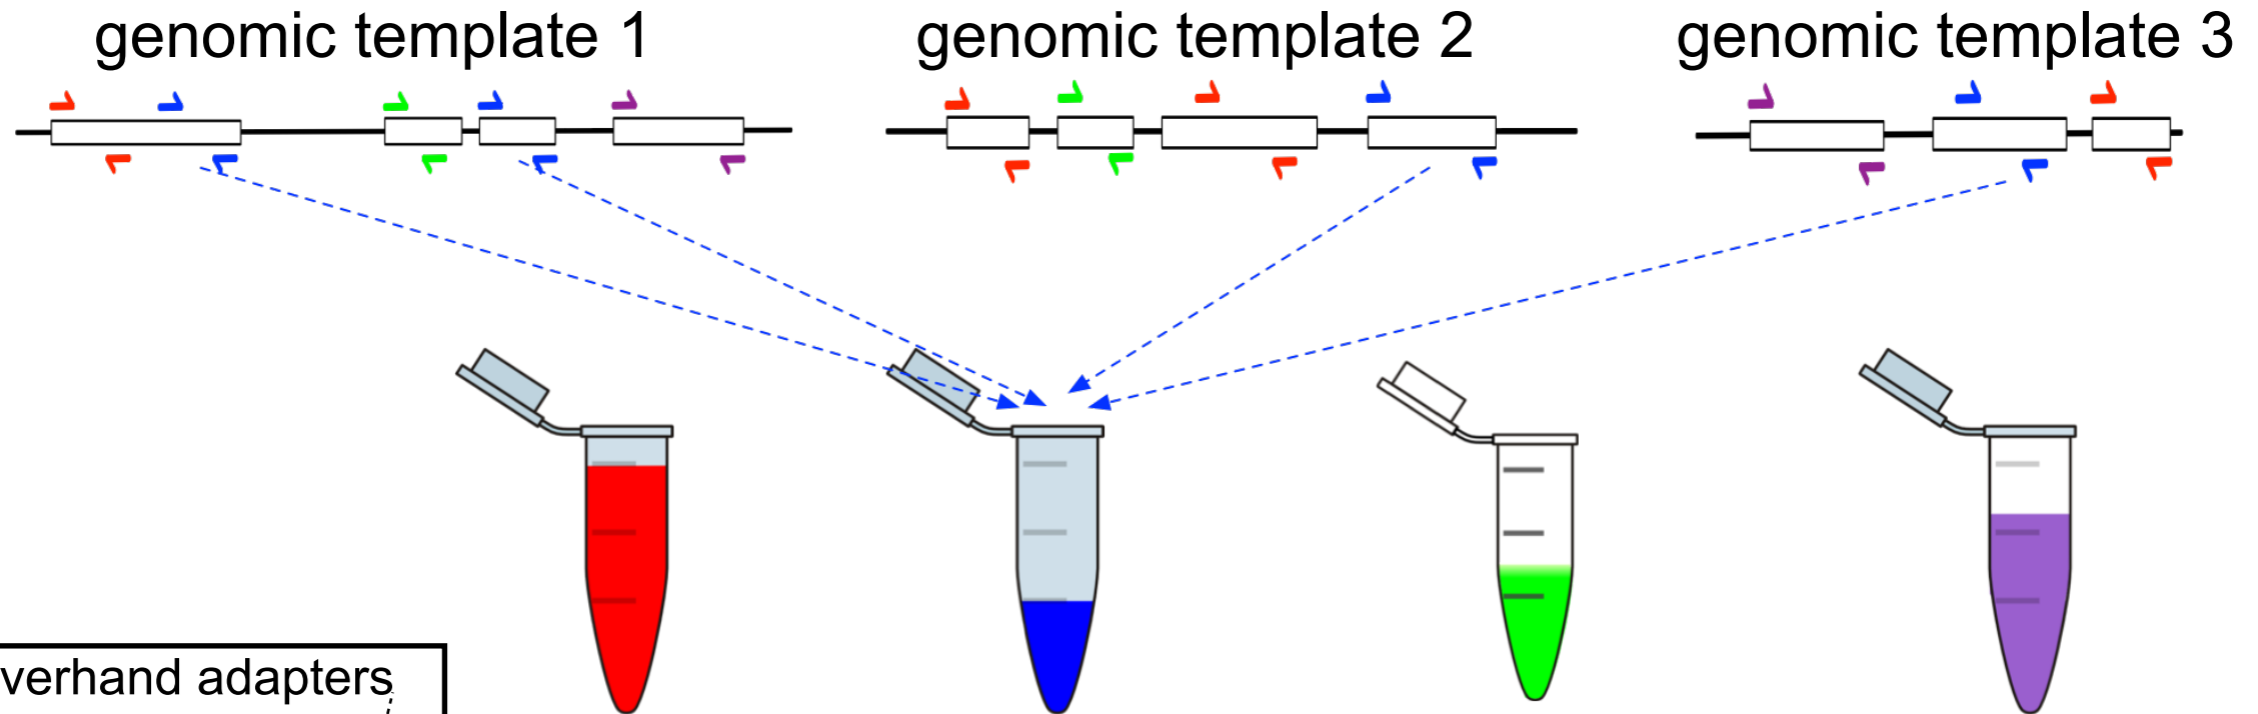 genomic template 1
genomic template 2
genomic template 3
verhand adapters